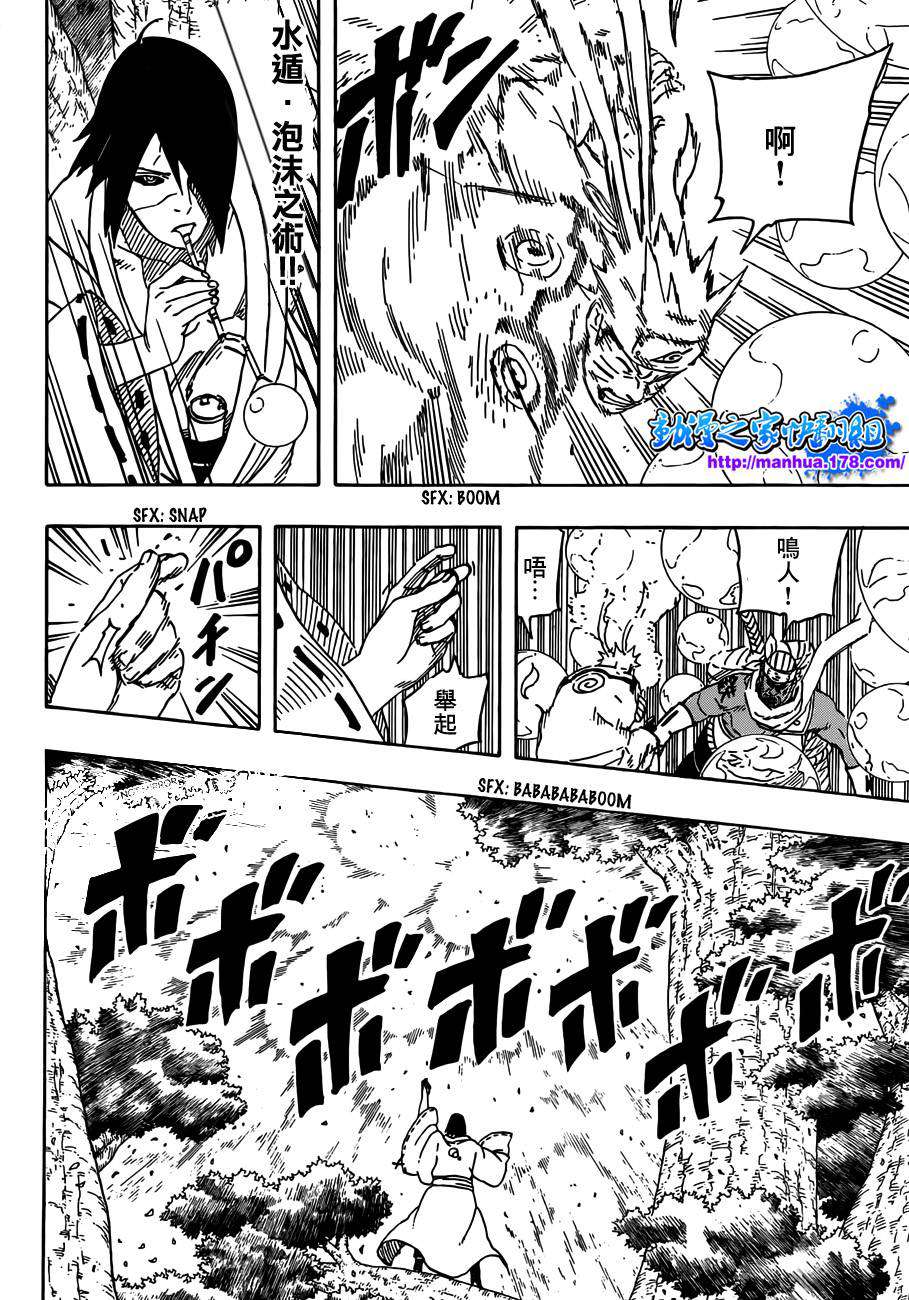 啊！
ボン
動漫之家快翻組
http://manhua.178.com/
SFX: BOOM
水遁．泡沫之術!!
鳴人！
唔…
舉起
SFX: SNAP
パチン
SFX: BABABABABOOM
ボボボボボボボ